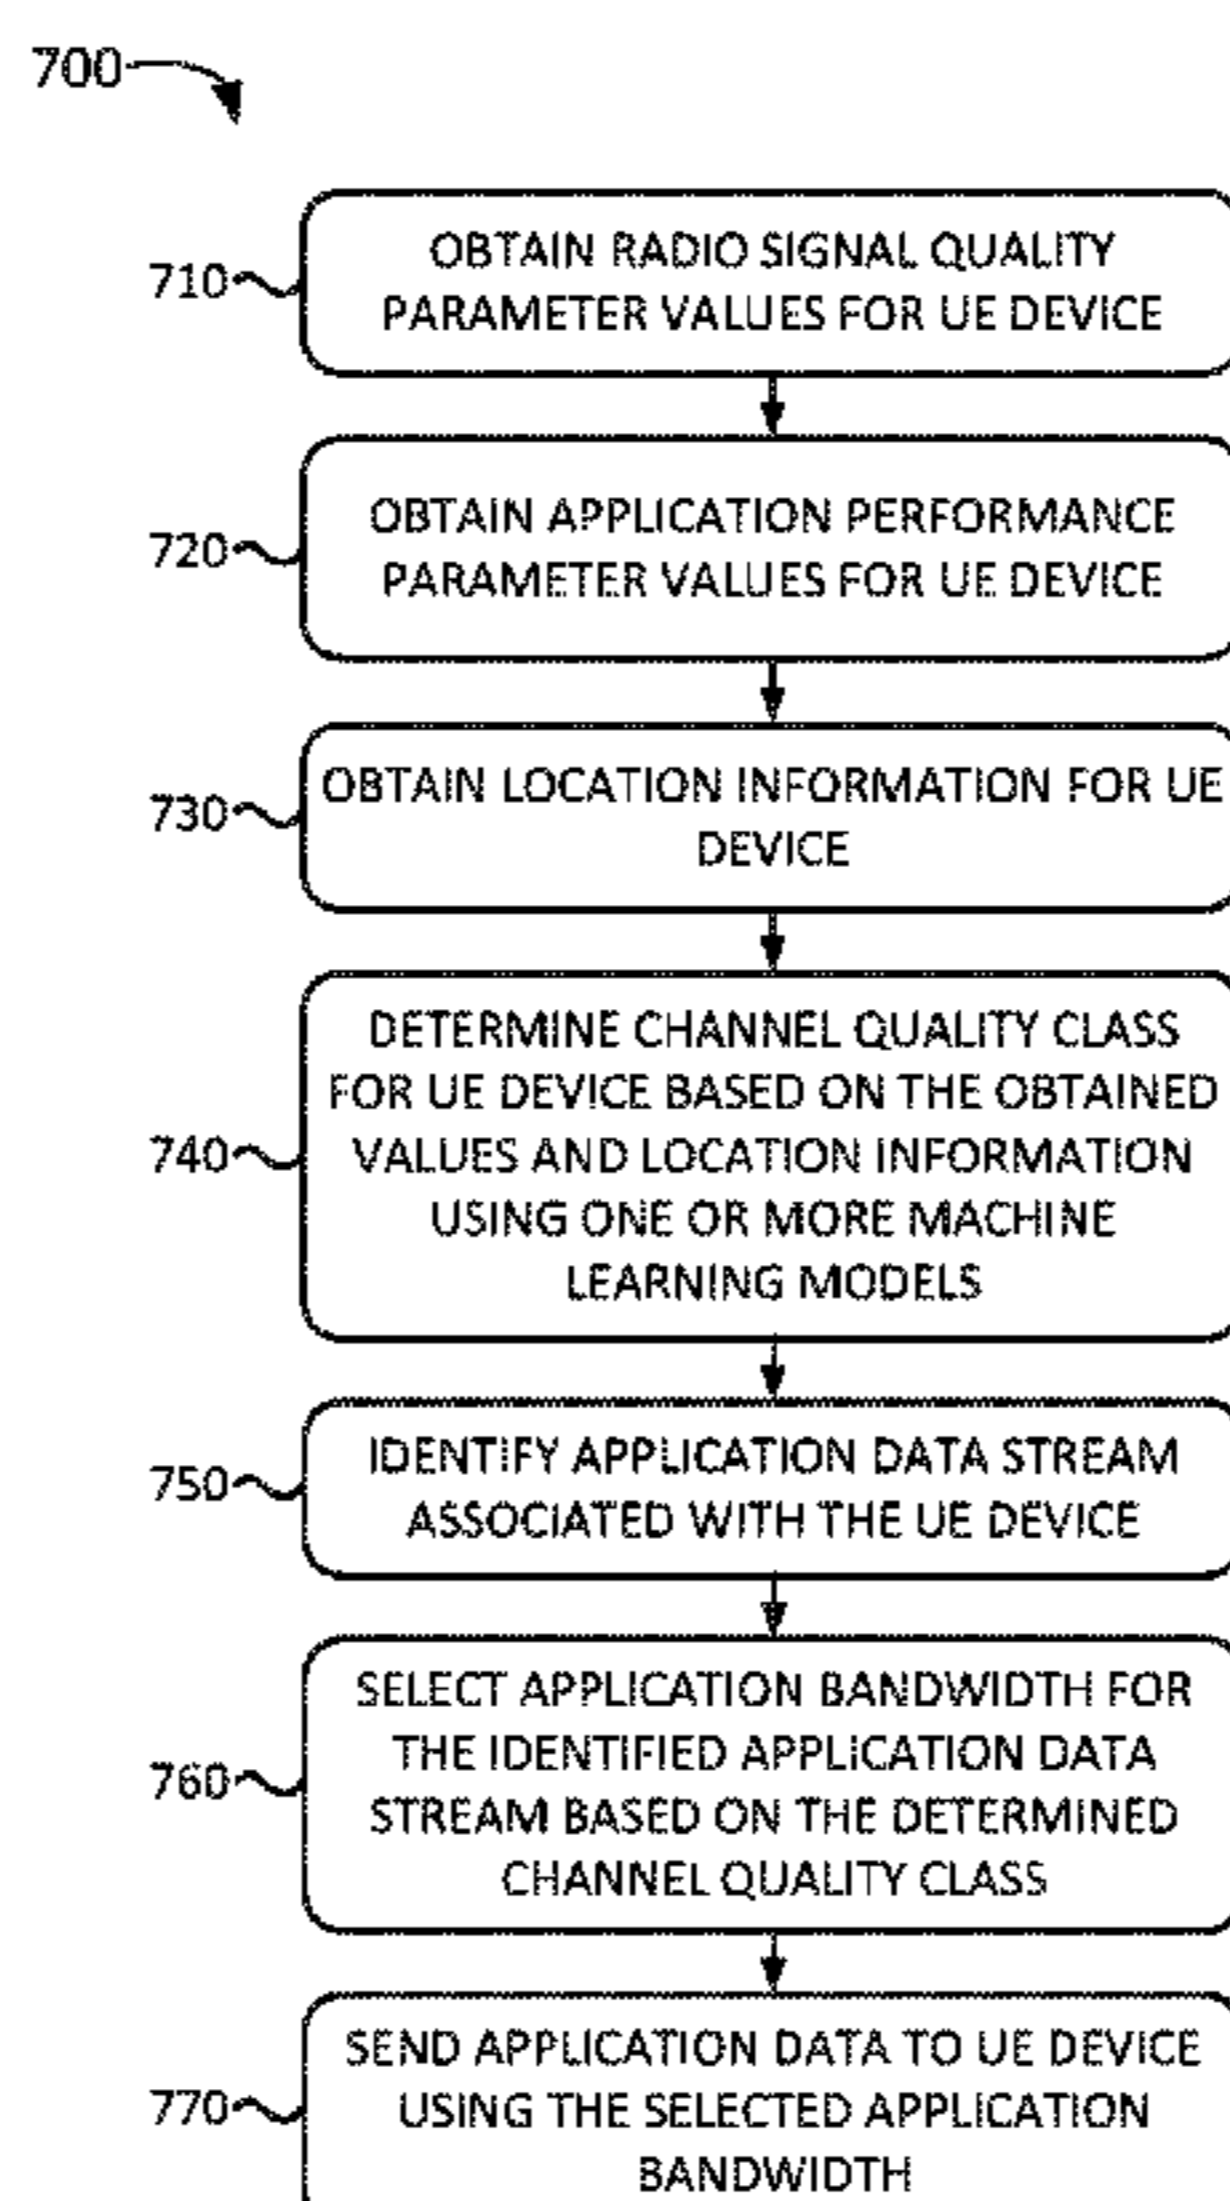 700
710
OBTAIN RADIO SIGNAL QUALITY
PARAMETER VALUES FOR UE DEVICE
720
OBTAIN APPLICATION PERFORMANCE
PARAMETER VALUES FOR UE DEVICE
730
OBTAIN LOCATION INFORMATION FOR UE
DEVICE
740
DETERMINE CHANNEL QUALITY CLASS
FOR UE DEVICE BASED ON THE OBTAINED
VALUES AND LOCATION INFORMATION
USING ONE OR MORE MACHINE
LEARNING MODELS
750
IDENTIFY APPLICATION DATA STREAM
ASSOCIATED WITH THE UE DEVICE
760
SELECT APPLICATION BANDWIDTH FOR
THE IDENTIFIED APPLICATION DATA
STREAM BASED ON THE DETERMINED
CHANNEL QUALITY CLASS
770
SEND APPLICATION DATA TO UE DEVICE
USING THE SELECTED APPLICATION
BANDWIDTH